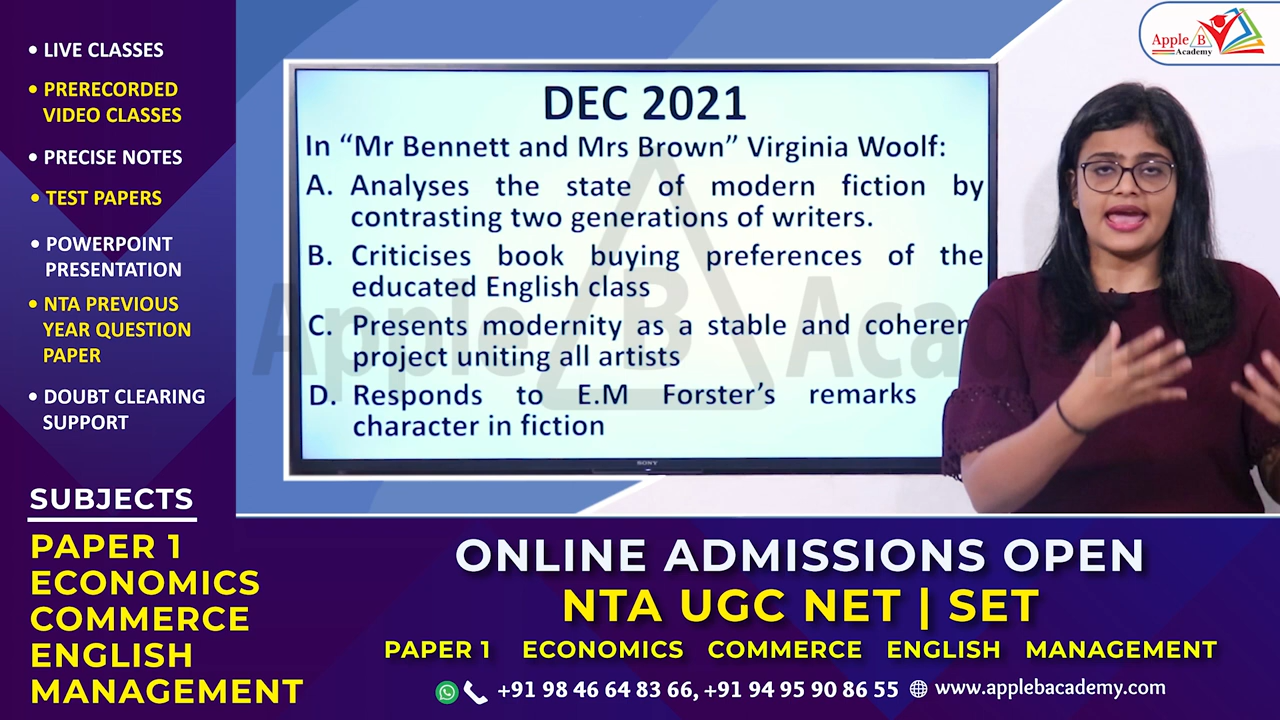 • LIVE CLASSES
• PRERECORDED
VIDEO CLASSES
• PRECISE NOTES
• TEST PAPERS
• POWERPOINT
PRESENTATION
• NTA PREVIOUS
YEAR QUESTION
PAPER
• DOUBT CLEARING
SUPPORT
SUBJECTS
PAPER 1
ECONOMICS
COMMERCE
ENGLISH
MANAGEMENT
Apple B
Academy
DEC 2021
In “Mr Bennett and Mrs Brown” Virginia Woolf:
A. Analyses the state of modern fiction by
contrasting two generations of writers.
B. Criticises book buying preferences of the
educated English class
C. Presents modernity as a stable and coheren
project uniting all artists
D. Responds to E.M Forster’s remarks
character in fiction
Apple B Academ
SONY
ONLINE ADMISSIONS OPEN
NTA UGC NET | SET
PAPER 1 ECONOMICS COMMERCE ENGLISH MANAGEMENT
+91 98 46 64 83 66, +91 94 95 90 86 55 www.applebacademy.com